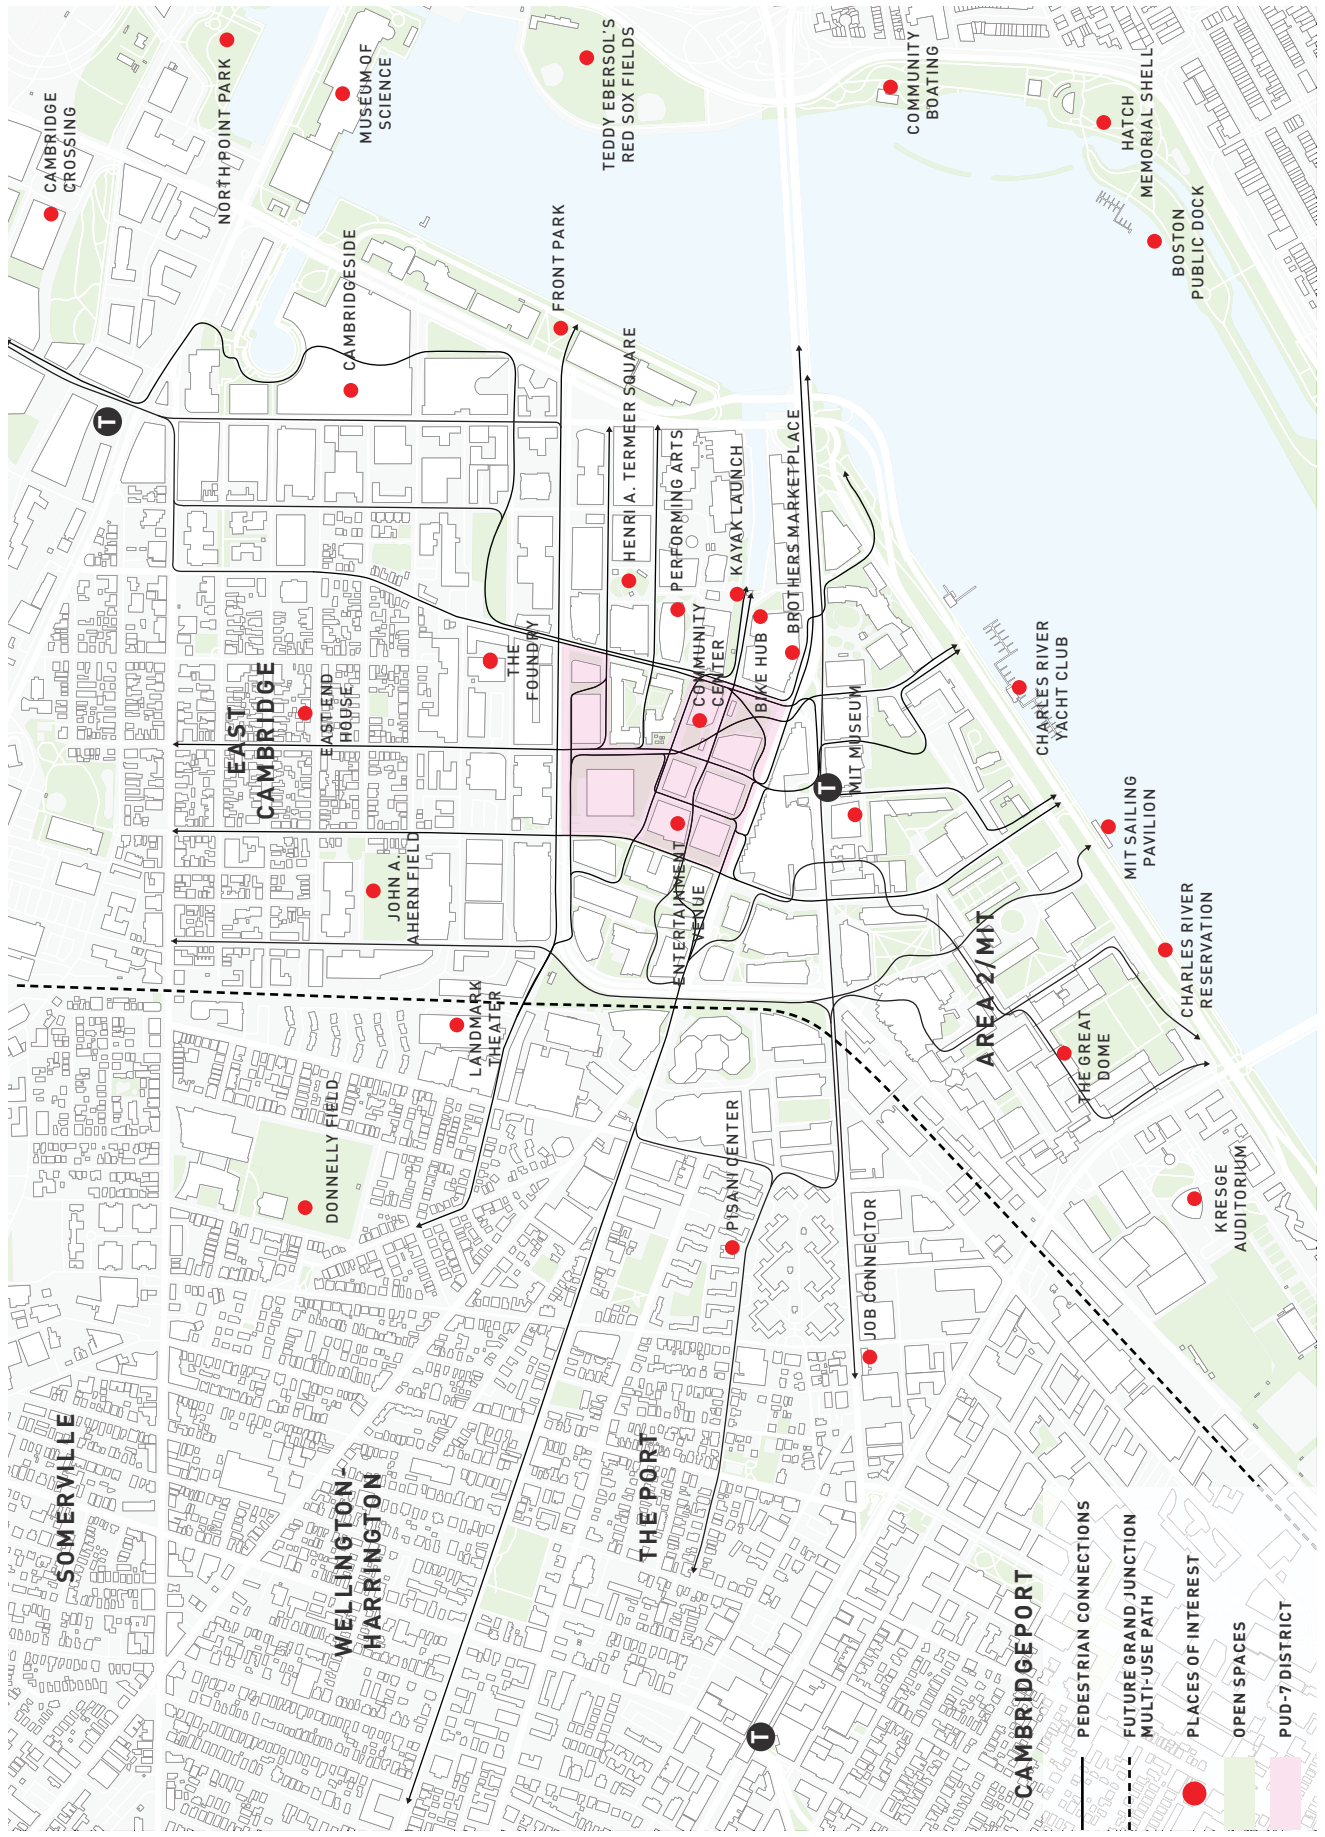 SOMERVILLE
CAMBRIDGE
CROSSING
NORTHPOINT PARK
MUSEUM OF
SCIENCE
WELLINGTON-
HARRINGTON
DONNELLY FIELD
JOHN A.
AHERN FIELD
EAST
CAMBRIDGE
EAST END
HOUSE
CAMBRIDGESIDE
T
LANDMARK
THEATER
THE
FOUNDRY
FRONT PARK
TEDDY EBERSOL'S
RED SOX FIELDS
HENRI A. TERMEER SQUARE
THE PORT
PISANI CENTER
ENTERTAINMENT
VENUE
COMMUNITY
CENTER
PERFORMING ARTS
KAYAK LAUNCH
BIKE HUB
BROTHERS MARKETPLACE
T
T
JOB CONNECTOR
MIT MUSEUM
COMMUNITY
BOATING
AREA 2/MIT
CHARLES RIVER
YACHT CLUB
THE GREAT
DOME
MIT SAILING
PAVILION
HATCH
MEMORIAL SHELL
CHARLES RIVER
RESERVATION
BOSTON
PUBLIC DOCK
KRESGE
AUDITORIUM
CAMBRIDGEPORT
PEDESTRIAN CONNECTIONS
FUTURE GRAND JUNCTION
MULTI-USE PATH
PLACES OF INTEREST
OPEN SPACES
PUD-7 DISTRICT